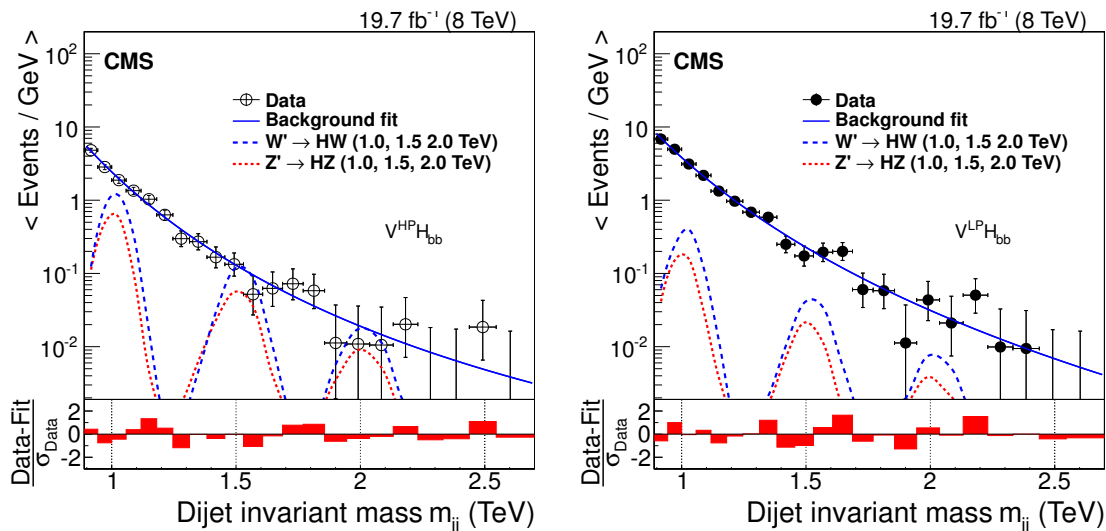 19.7 fb⁻¹ (8 TeV)
CMS
Data
Background fit
W' → HW (1.0, 1.5 2.0 TeV)
Z' → HZ (1.0, 1.5, 2.0 TeV)
V^HP H_bb
< Events / GeV >
10²
10
1
10⁻¹
10⁻²
Data-Fit
σ_Data
2
0
-2
1
1.5
2
2.5
Dijet invariant mass m_jj (TeV)
19.7 fb⁻¹ (8 TeV)
CMS
Data
Background fit
W' → HW (1.0, 1.5 2.0 TeV)
Z' → HZ (1.0, 1.5, 2.0 TeV)
V^LP H_bb
< Events / GeV >
10²
10
1
10⁻¹
10⁻²
Data-Fit
σ_Data
2
0
-2
1
1.5
2
2.5
Dijet invariant mass m_jj (TeV)